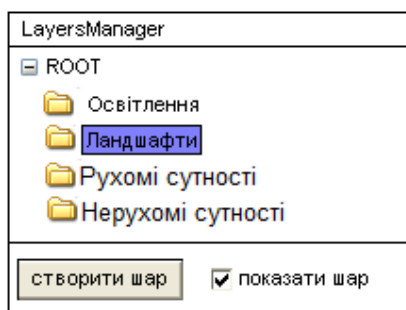 LayersManager
ROOT
Освітлення
Ландшафти
Рухомі сутності
Нерухомі сутності
створити шар показати шар